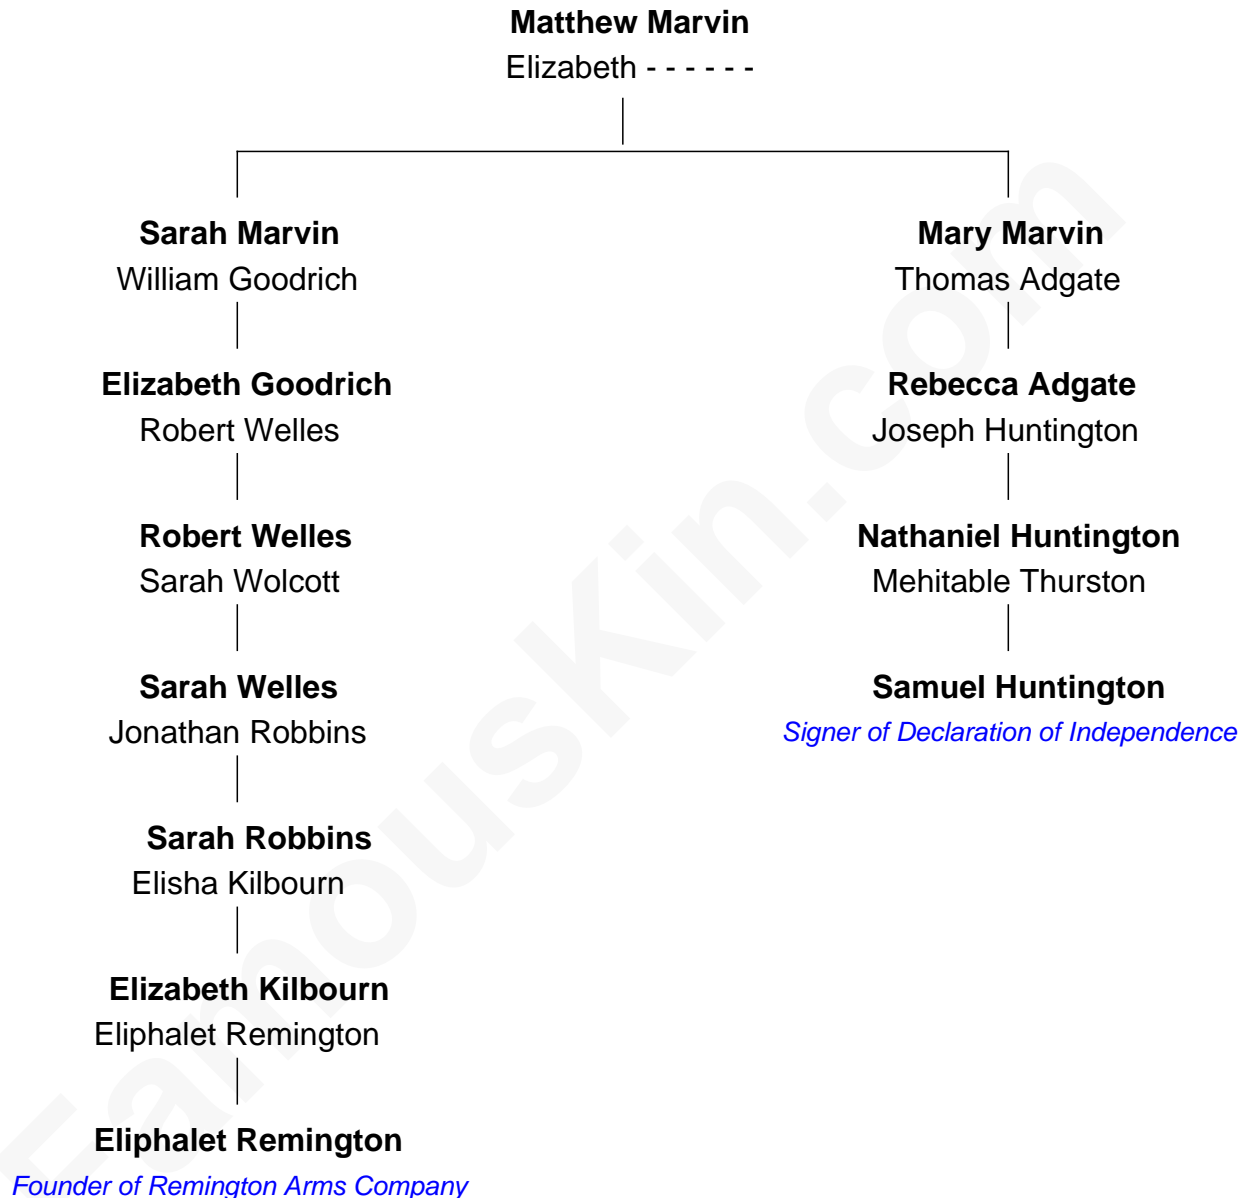 Matthew Marvin
Elizabeth - - - - - -
Sarah Marvin
William Goodrich
Mary Marvin
Thomas Adgate
Elizabeth Goodrich
Robert Welles
Rebecca Adgate
Joseph Huntington
Robert Welles
Sarah Wolcott
Nathaniel Huntington
Mehitable Thurston
Sarah Welles
Jonathan Robbins
Samuel Huntington
Signer of Declaration of Independence
Sarah Robbins
Elisha Kilbourn
Elizabeth Kilbourn
Eliphalet Remington
Eliphalet Remington
Founder of Remington Arms Company
FamousKin.com